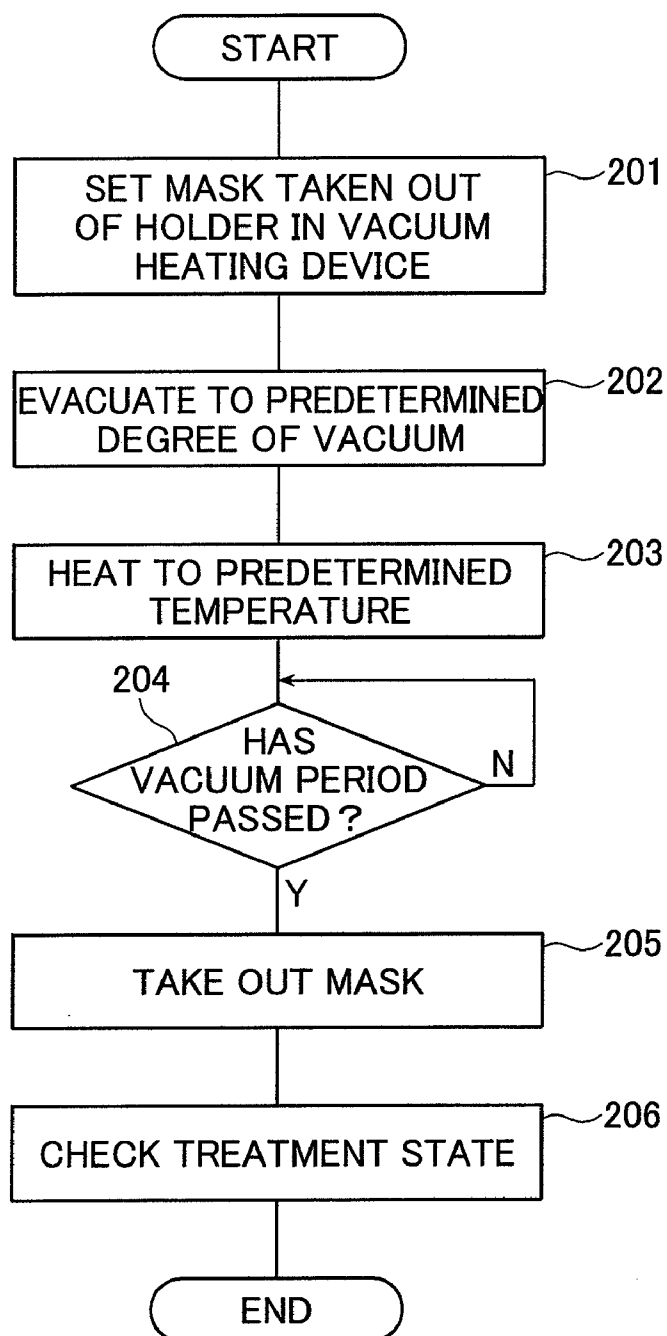 START
201
SET MASK TAKEN OUT
OF HOLDER IN VACUUM
HEATING DEVICE
202
EVACUATE TO PREDETERMINED
DEGREE OF VACUUM
203
HEAT TO PREDETERMINED
TEMPERATURE
204
HAS
VACUUM PERIOD
PASSED ?
N
Y
205
TAKE OUT MASK
206
CHECK TREATMENT STATE
END